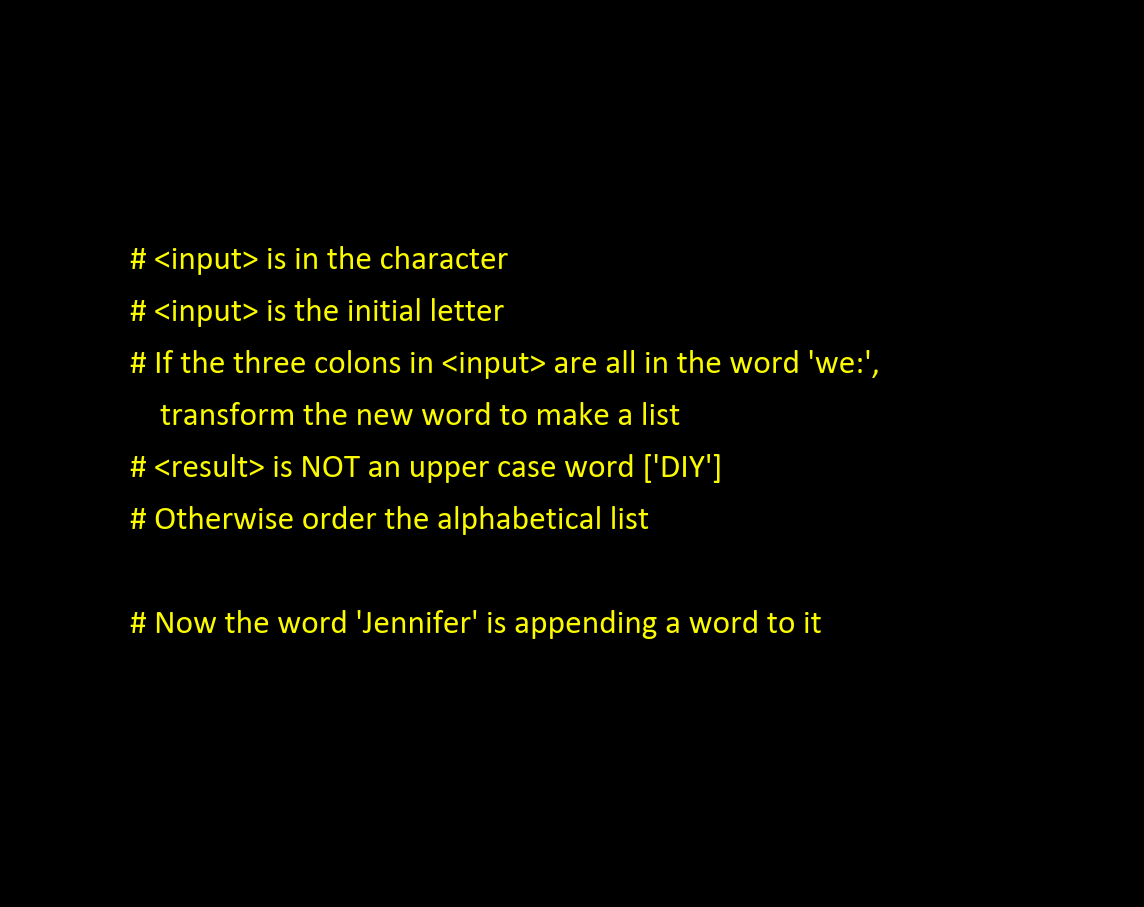 # <input> is in the character
# <input> is the initial letter
# If the three colons in <input> are all in the word 'we:',
transform the new word to make a list
# <result> is NOT an upper case word ['DIY']
# Otherwise order the alphabetical list
# Now the word 'Jennifer' is appending a word to it